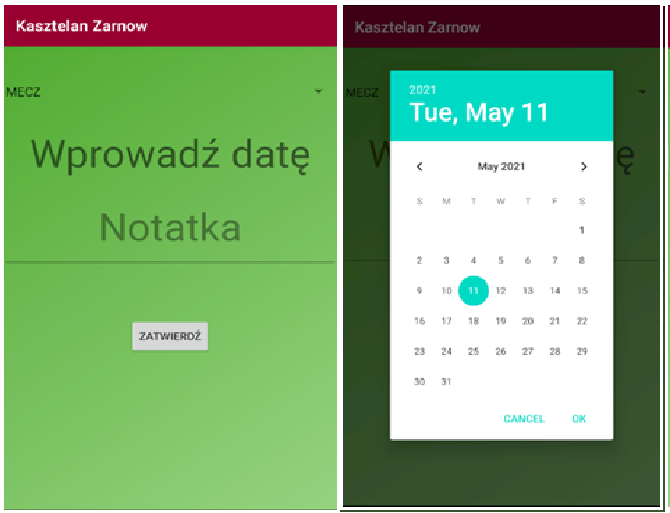 Kasztelan Zarnow
MECZ
Wprowadź datę
Notatka
ZATWIERDŹ
Kasztelan Zarnow
MECZ
W
ę
2021
Tue, May 11
May 2021
S M T W T F S
1
2 3 4 5 6 7 8
9 10 11 12 13 14 15
16 17 18 19 20 21 22
23 24 25 26 27 28 29
30 31
CANCEL OK